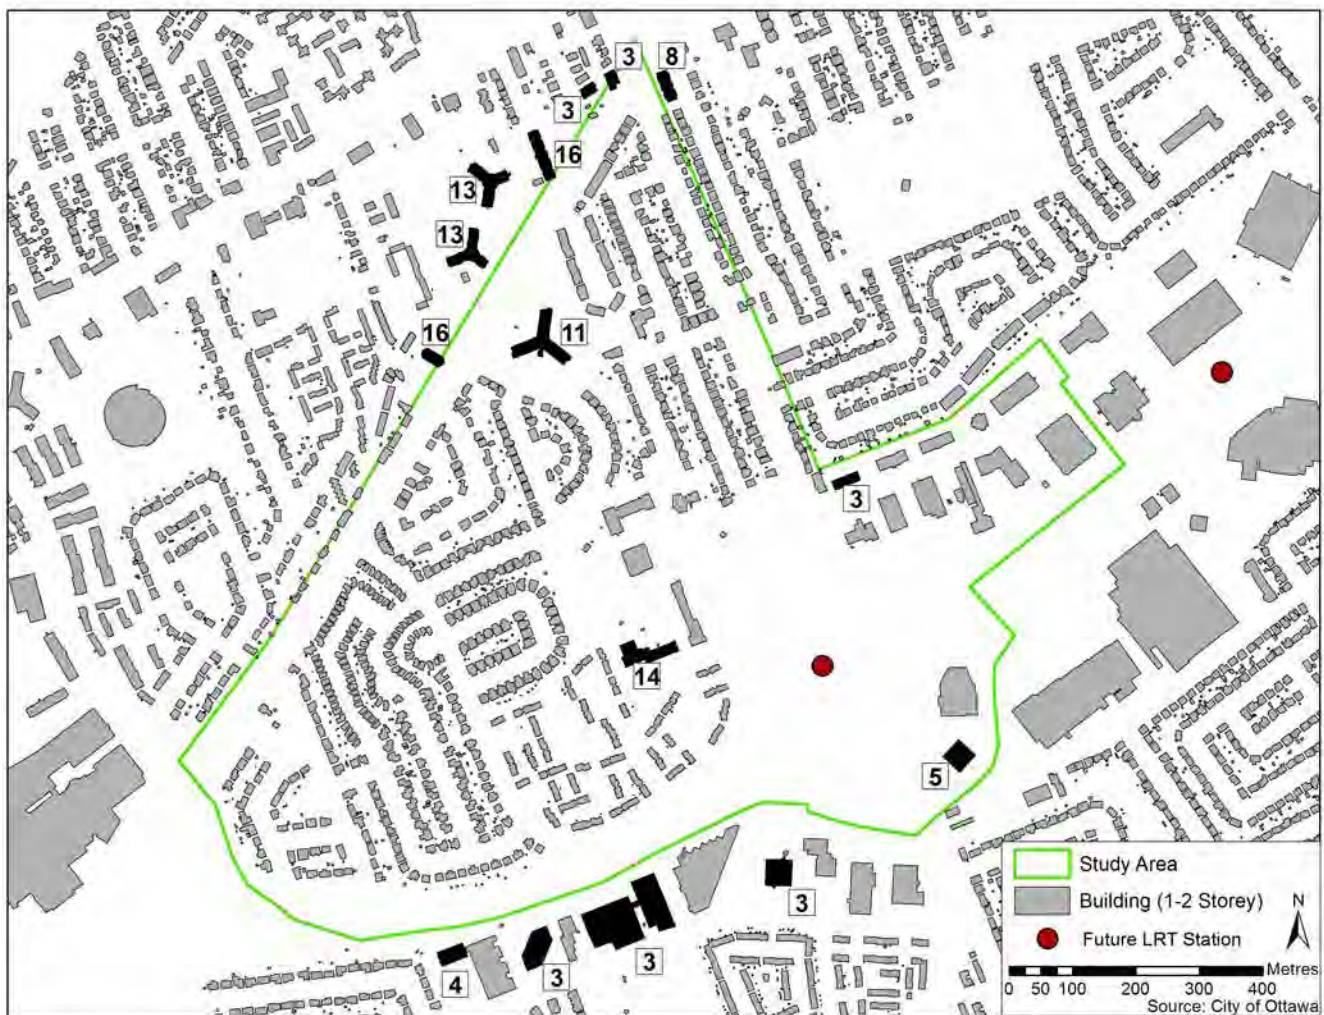 3
8
3
16
13
13
16
11
3
14
5
3
3
3
4
Study Area
Building (1-2 Storey)
N
Future LRT Station
Metres
0 50 100 200 300 400
Source: City of Ottawa